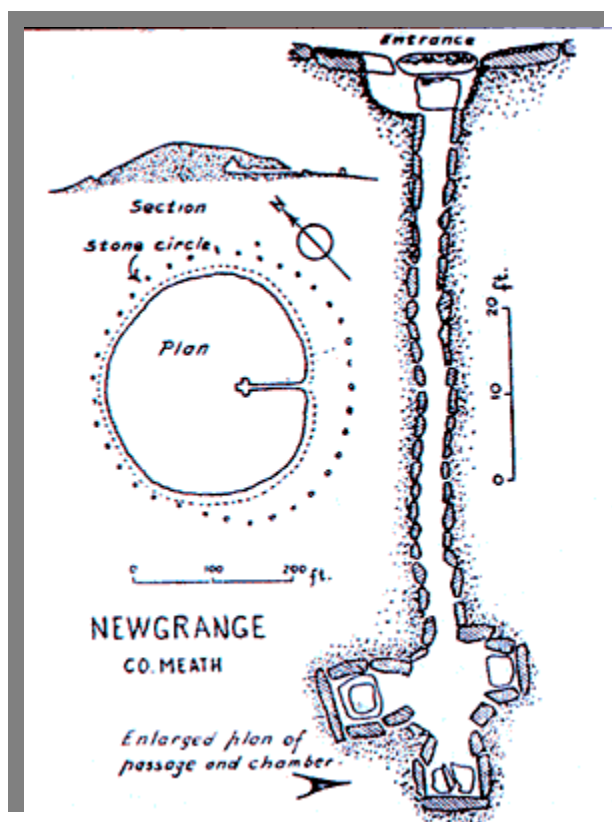 Entrance
Section
N
Stone circle
Plan
20 ft.
10
0
0 100 200 ft.
NEWGRANGE
CO. MEATH
Enlarged plan of
passage and chamber.